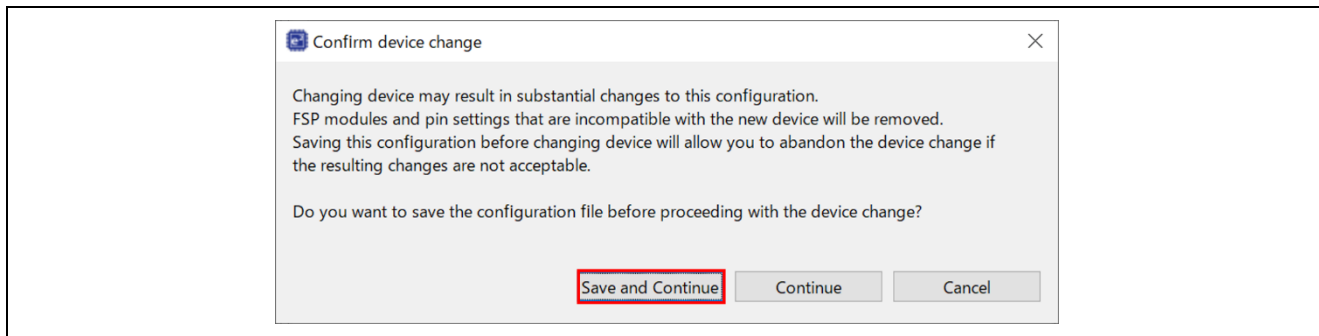 Confirm device change
Changing device may result in substantial changes to this configuration.
FSP modules and pin settings that are incompatible with the new device will be removed.
Saving this configuration before changing device will allow you to abandon the device change if
the resulting changes are not acceptable.
Do you want to save the configuration file before proceeding with the device change?
Save and Continue
Continue
Cancel